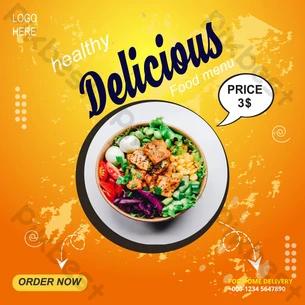 LOGO
HERE
healthy
Delicious
Food menu
PRICE
3$
ORDER NOW
FOR HOME DELIVERY
+000-1234 5647890